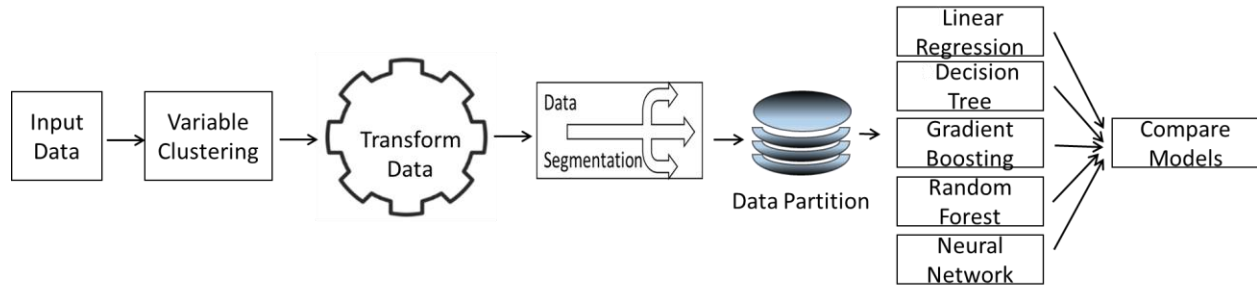 Input
Data
Variable
Clustering
Transform
Data
Data
Segmentation
Data Partition
Linear
Regression
Decision
Tree
Gradient
Boosting
Random
Forest
Neural
Network
Compare
Models